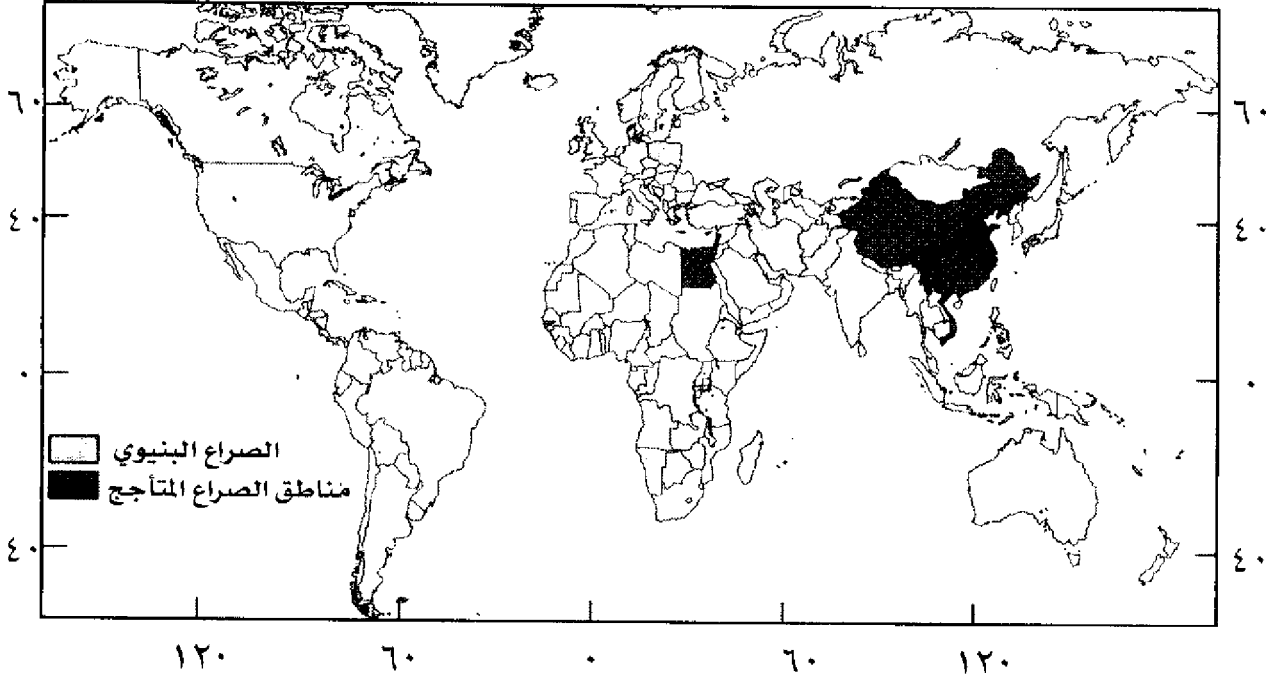 ٦٠ ٦٠
٤٠ ٤٠
٠ ٠
الصراع البنيوي
مناطق الصراع المتأجج
٤٠ ٤٠
١٢٠ ٦٠ ٠ ٦٠ ١٢٠